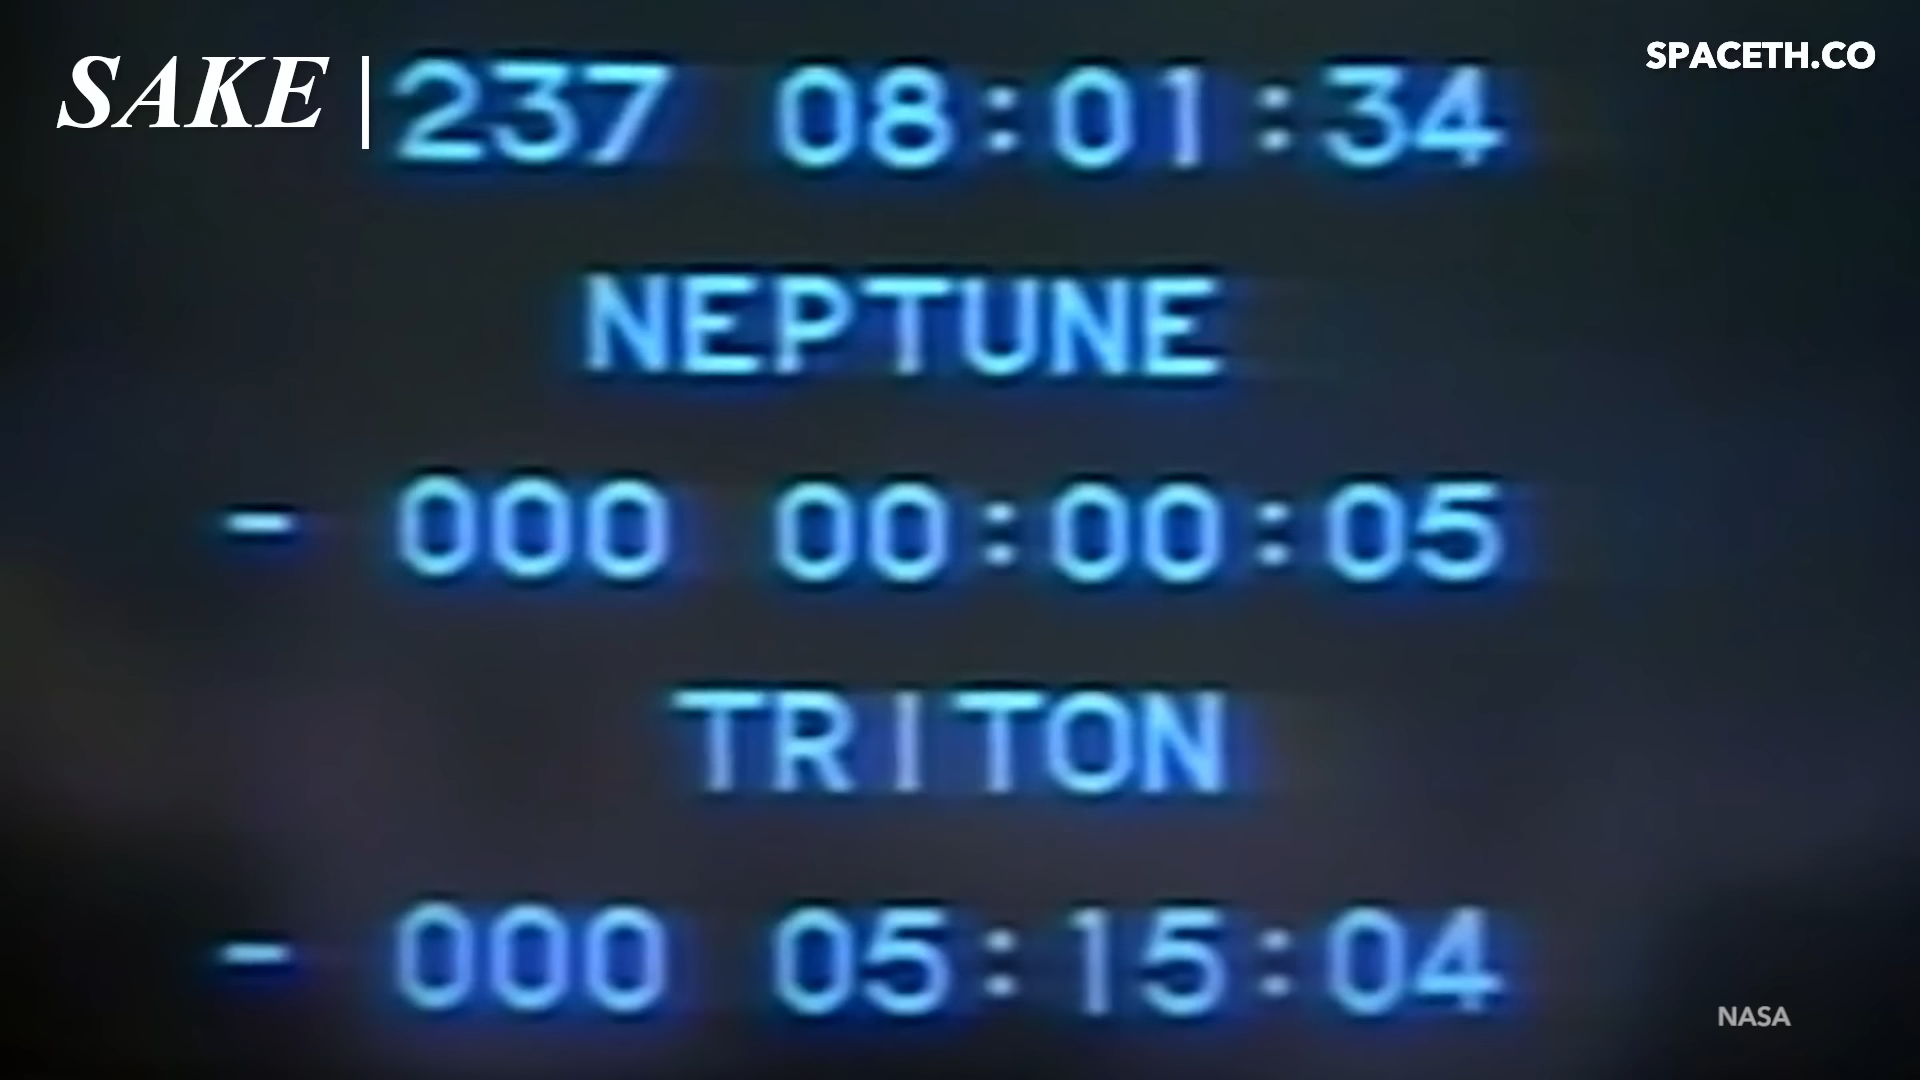 SAKE |
SPACETH.CO
237 08:01:34
NEPTUNE
- 000 00:00:05
TRITON
- 000 05:15:04
NASA